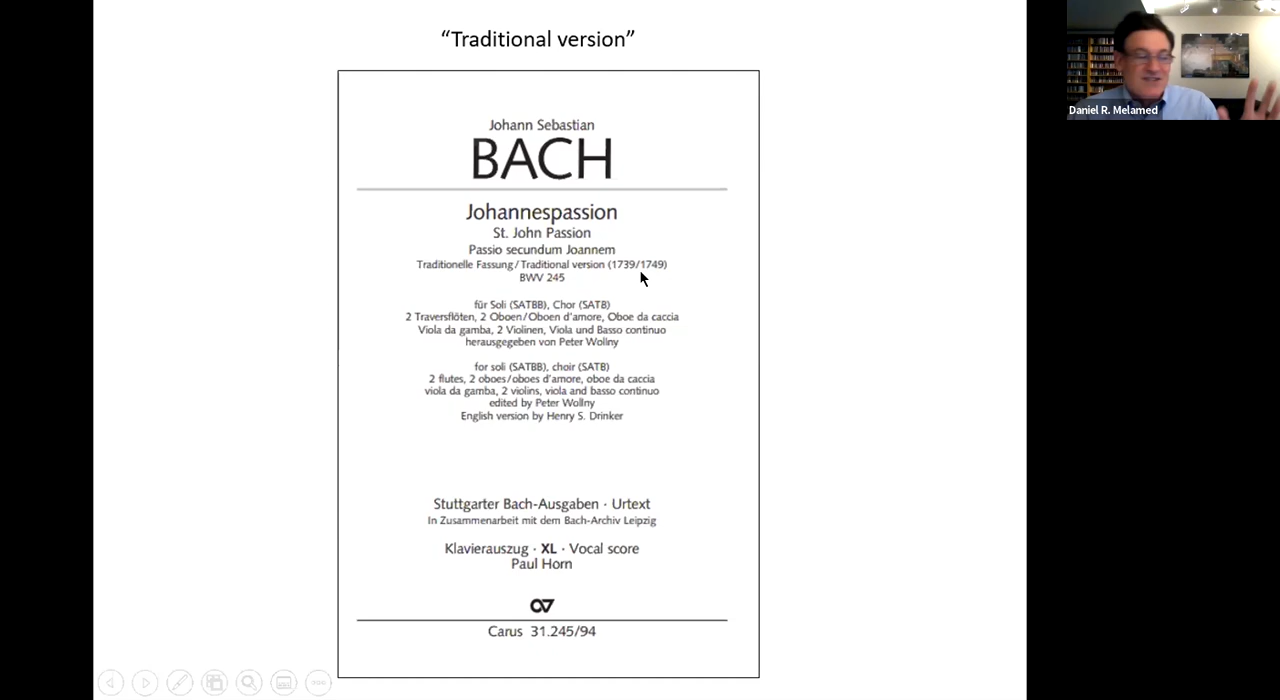 “Traditional version”
Johann Sebastian
BACH
Johannespassion
St. John Passion
Passio secundum Joannem
Traditionelle Fassung / Traditional version (1739/1749)
BWV 245
für Soli (SATBB), Chor (SATB)
2 Traversflöten, 2 Oboen/Oboen d’amore, Oboe da caccia
Viola da gamba, 2 Violinen, Viola und Basso continuo
herausgegeben von Peter Wollny
for soli (SATBB), choir (SATB)
2 flutes, 2 oboes/oboes d’amore, oboe da caccia
viola da gamba, 2 violins, viola and basso continuo
edited by Peter Wollny
English version by Henry S. Drinker
Stuttgarter Bach-Ausgaben · Urtext
In Zusammenarbeit mit dem Bach-Archiv Leipzig
Klavierauszug · XL · Vocal score
Paul Horn
Carus 31.245/94
Daniel R. Melamed